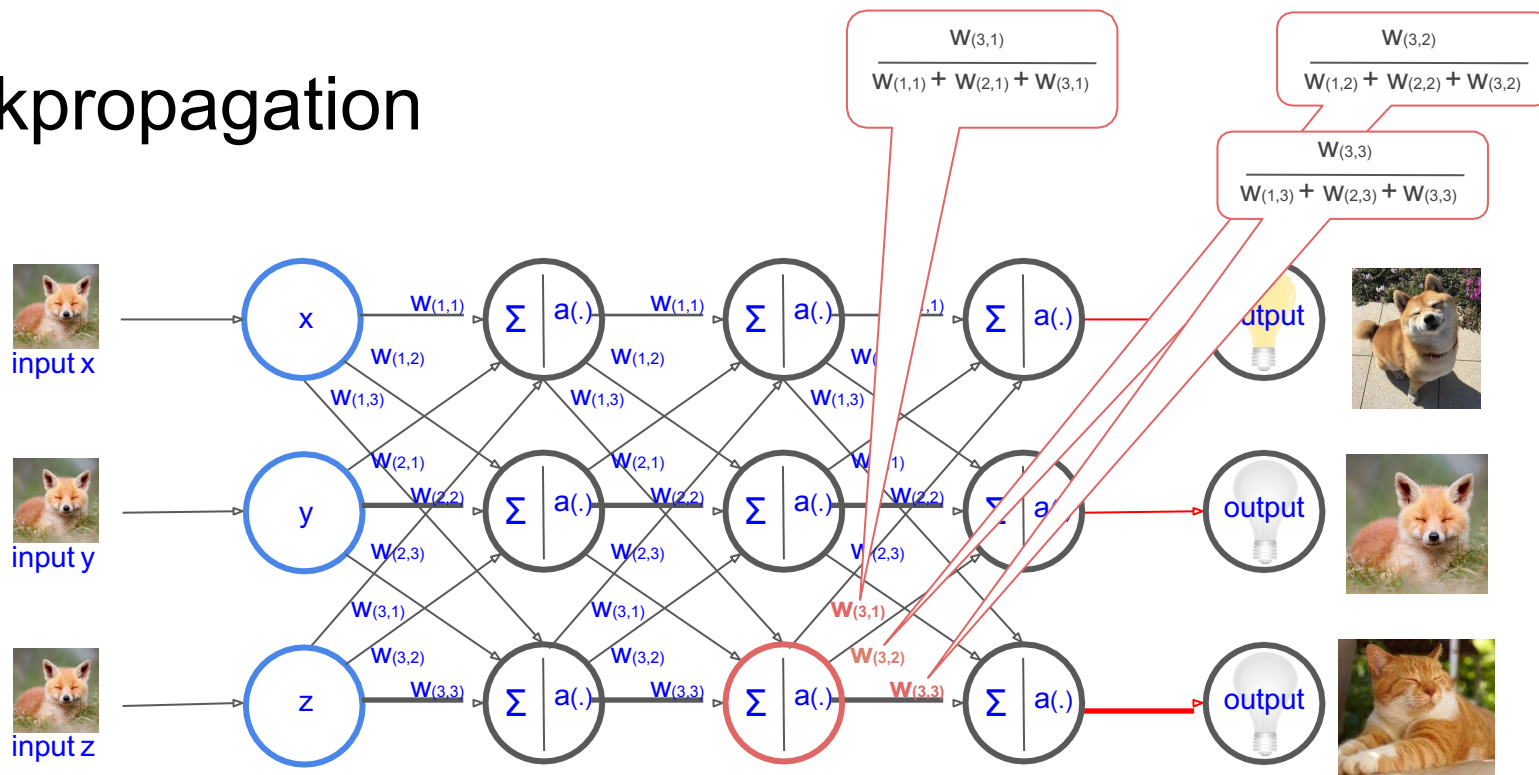 kpropagation
W(3,1)
W(1,1) + W(2,1) + W(3,1)
W(3,2)
W(1,2) + W(2,2) + W(3,2)
W(3,3)
W(1,3) + W(2,3) + W(3,3)
x W(1,1) Σ a(.) W(1,1) Σ a(.) ,1) Σ a(.) utput
input x
W(1,2) W(1,2) W(
W(1,3) W(1,3) W(1,3)
W(2,1) W(2,1) W( 1)
W(2,2) W(2,2) W(2,2)
y Σ a(.) Σ a(.) Σ a(.) output
input y
W(2,3) W(2,3) W(2,3)
W(3,1) W(3,1) W(3,1)
W(3,2) W(3,2) W(3,2)
W(3,3) W(3,3) W(3,3)
z Σ a(.) Σ a(.) Σ a(.) output
input z